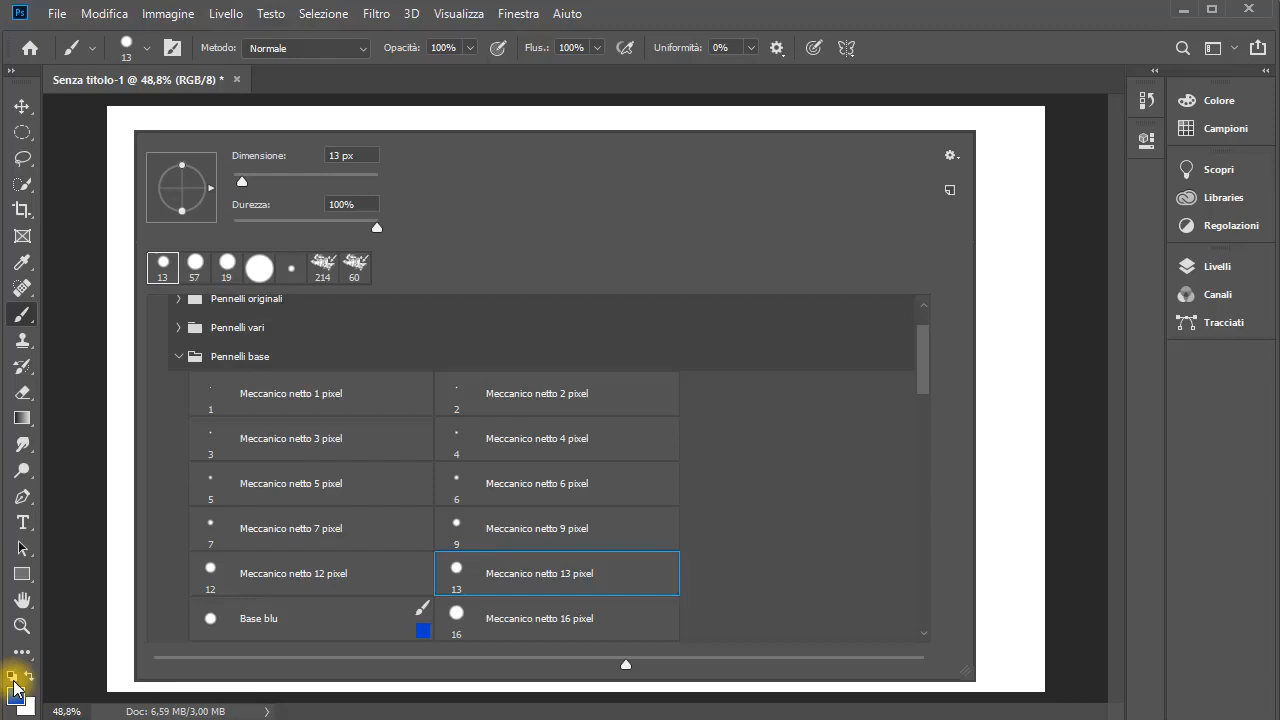 Ps File Modifica Immagine Livello Testo Selezione Filtro 3D Visualizza Finestra Aiuto
13 Metodo: Normale Opacità: 100% Flus.: 100% Uniformità: 0%
Senza titolo-1 @ 48,8% (RGB/8) *
Dimensione: 13 px
Durezza: 100%
13 57 19 214 60
Pennelli originali
Pennelli vari
Pennelli base
1 Meccanico netto 1 pixel
2 Meccanico netto 2 pixel
3 Meccanico netto 3 pixel
4 Meccanico netto 4 pixel
5 Meccanico netto 5 pixel
6 Meccanico netto 6 pixel
7 Meccanico netto 7 pixel
9 Meccanico netto 9 pixel
12 Meccanico netto 12 pixel
13 Meccanico netto 13 pixel
Base blu
16 Meccanico netto 16 pixel
Colore
Campioni
Scopri
Libraries
Regolazioni
Livelli
Canali
Tracciati
48,8% Doc: 6,59 MB/3,00 MB